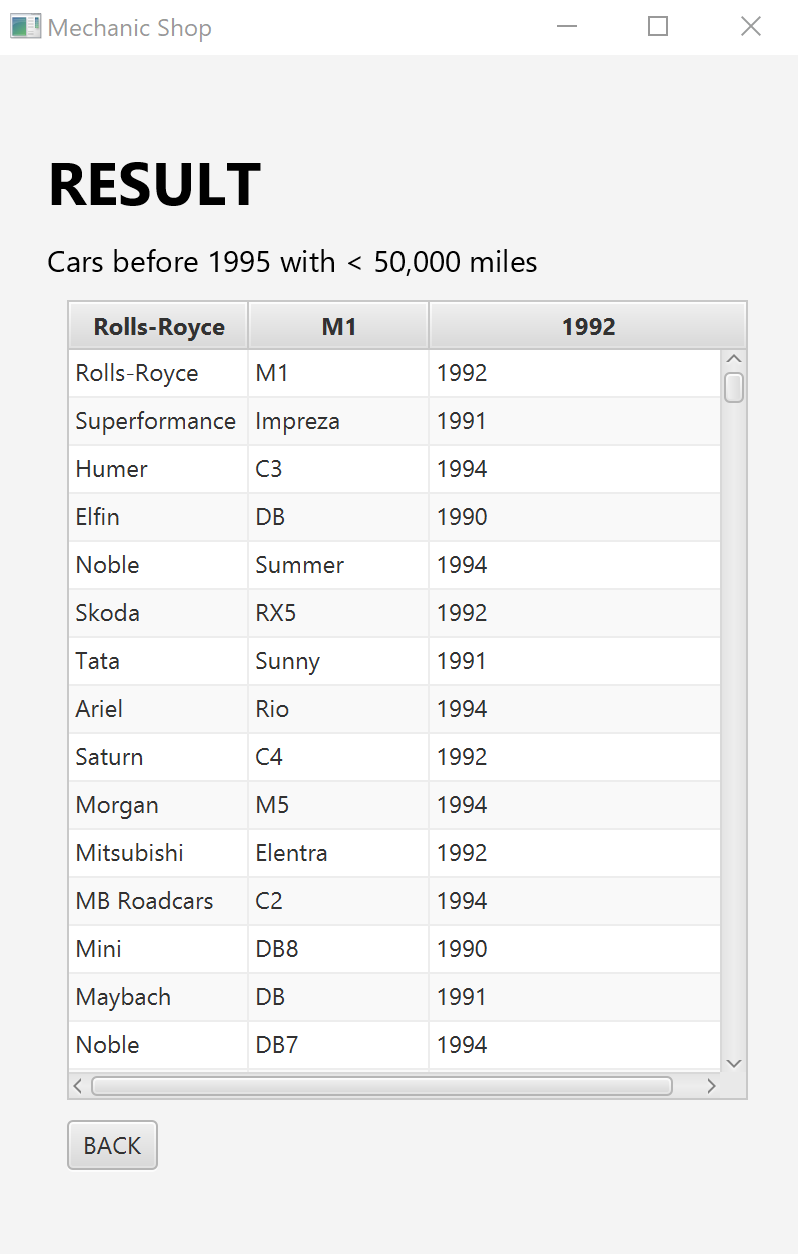 Mechanic Shop
RESULT
Cars before 1995 with < 50,000 miles
Rolls-Royce M1 1992
Rolls-Royce M1 1992
Superformance Impreza 1991
Humer C3 1994
Elfin DB 1990
Noble Summer 1994
Skoda RX5 1992
Tata Sunny 1991
Ariel Rio 1994
Saturn C4 1992
Morgan M5 1994
Mitsubishi Elentra 1992
MB Roadcars C2 1994
Mini DB8 1990
Maybach DB 1991
Noble DB7 1994
BACK